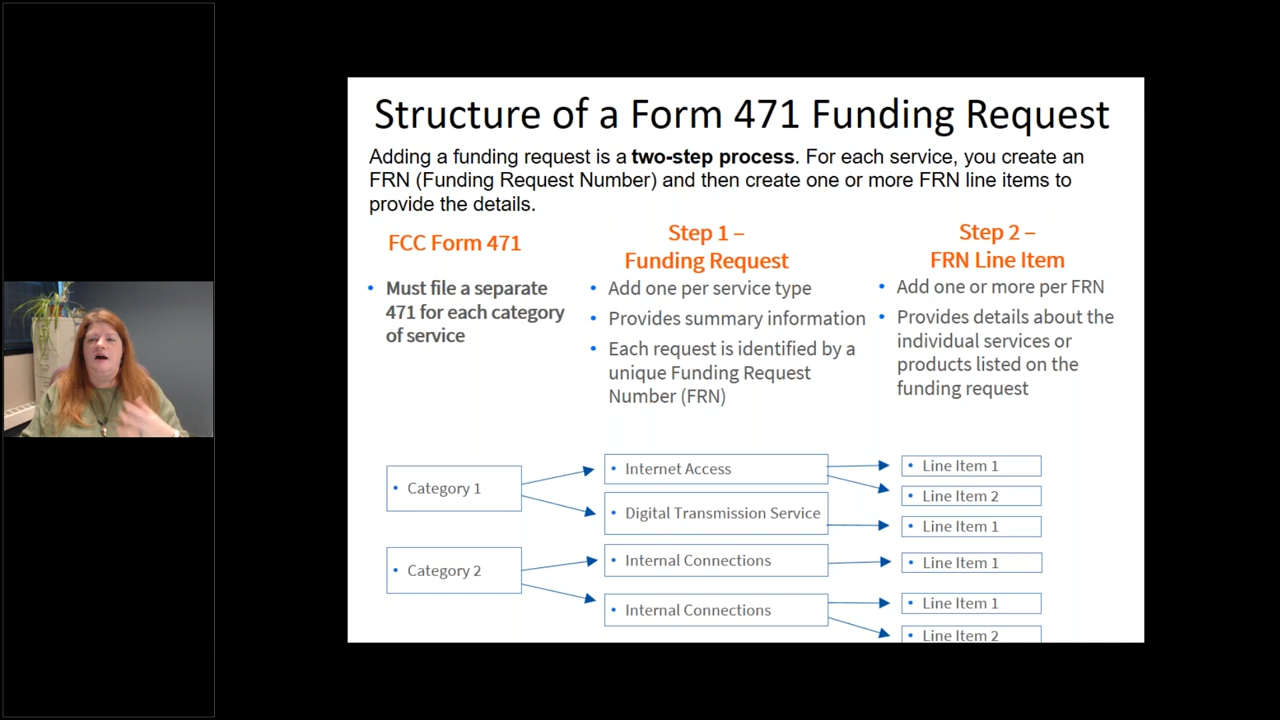 Structure of a Form 471 Funding Request
Adding a funding request is a two-step process. For each service, you create an
FRN (Funding Request Number) and then create one or more FRN line items to
provide the details.
FCC Form 471
• Must file a separate
471 for each category
of service
Step 1 –
Funding Request
• Add one per service type
• Provides summary information
• Each request is identified by a
unique Funding Request
Number (FRN)
Step 2 –
FRN Line Item
• Add one or more per FRN
• Provides details about the
individual services or
products listed on the
funding request
• Category 1
• Internet Access
• Line Item 1
• Line Item 2
• Digital Transmission Service
• Line Item 1
• Category 2
• Internal Connections
• Line Item 1
• Internal Connections
• Line Item 1
• Line Item 2